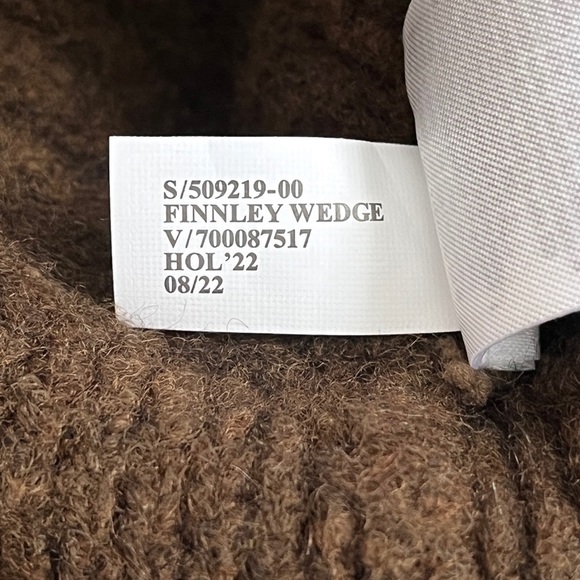 S/509219-00
FINNLEY WEDGE
V/700087517
HOL’22
08/22